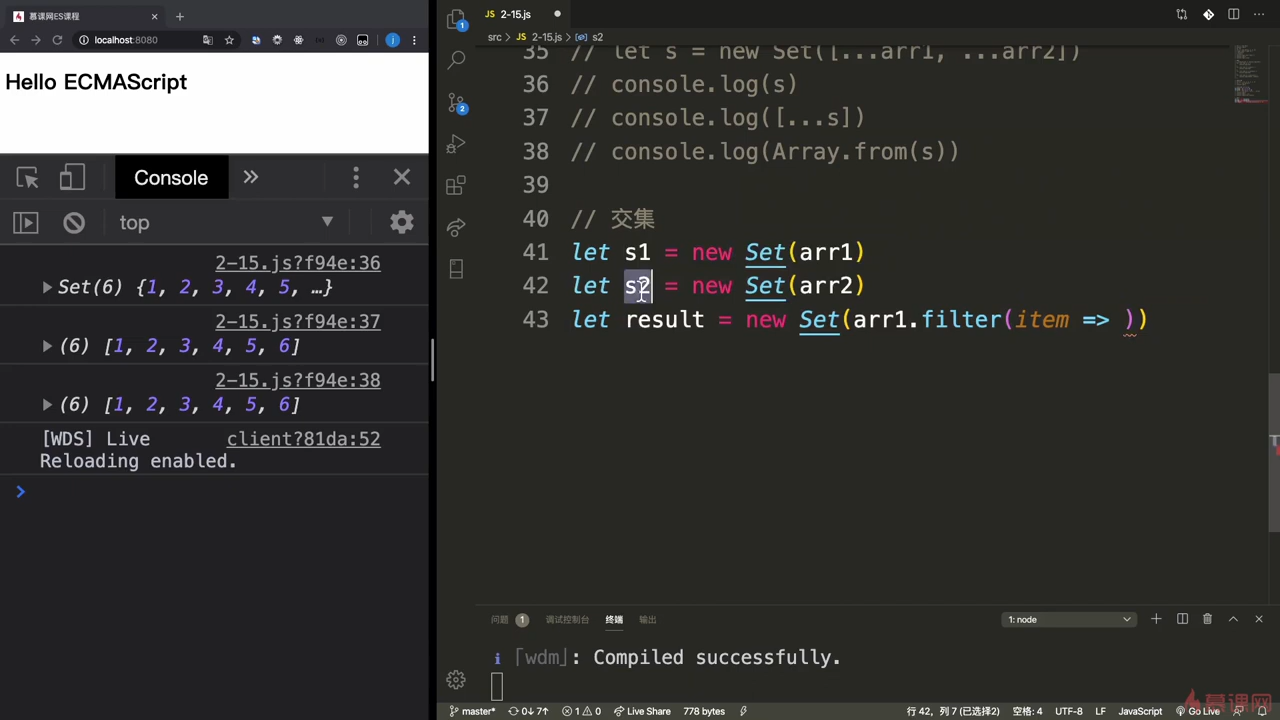 慕课网ES课程
localhost:8080
Hello ECMAScript
Console
top
2-15.js?f94e:36
Set(6) {1, 2, 3, 4, 5, …}
2-15.js?f94e:37
(6) [1, 2, 3, 4, 5, 6]
2-15.js?f94e:38
(6) [1, 2, 3, 4, 5, 6]
[WDS] Live client?81da:52
Reloading enabled.
JS 2-15.js
src > JS 2-15.js > s2
35 // let s = new Set([...arr1, ...arr2])
36 // console.log(s)
37 // console.log([...s])
38 // console.log(Array.from(s))
39
40 // 交集
41 let s1 = new Set(arr1)
42 let s2 = new Set(arr2)
43 let result = new Set(arr1.filter(item => ))
问题 1 调试控制台 终端 输出 1: node
i ｢wdm｣: Compiled successfully.
master* 0↓ 7↑ 1 0 Live Share 778 bytes 行 42，列 7 (已选择2) 空格: 4 UTF-8 LF JavaScript Go Live
慕课网